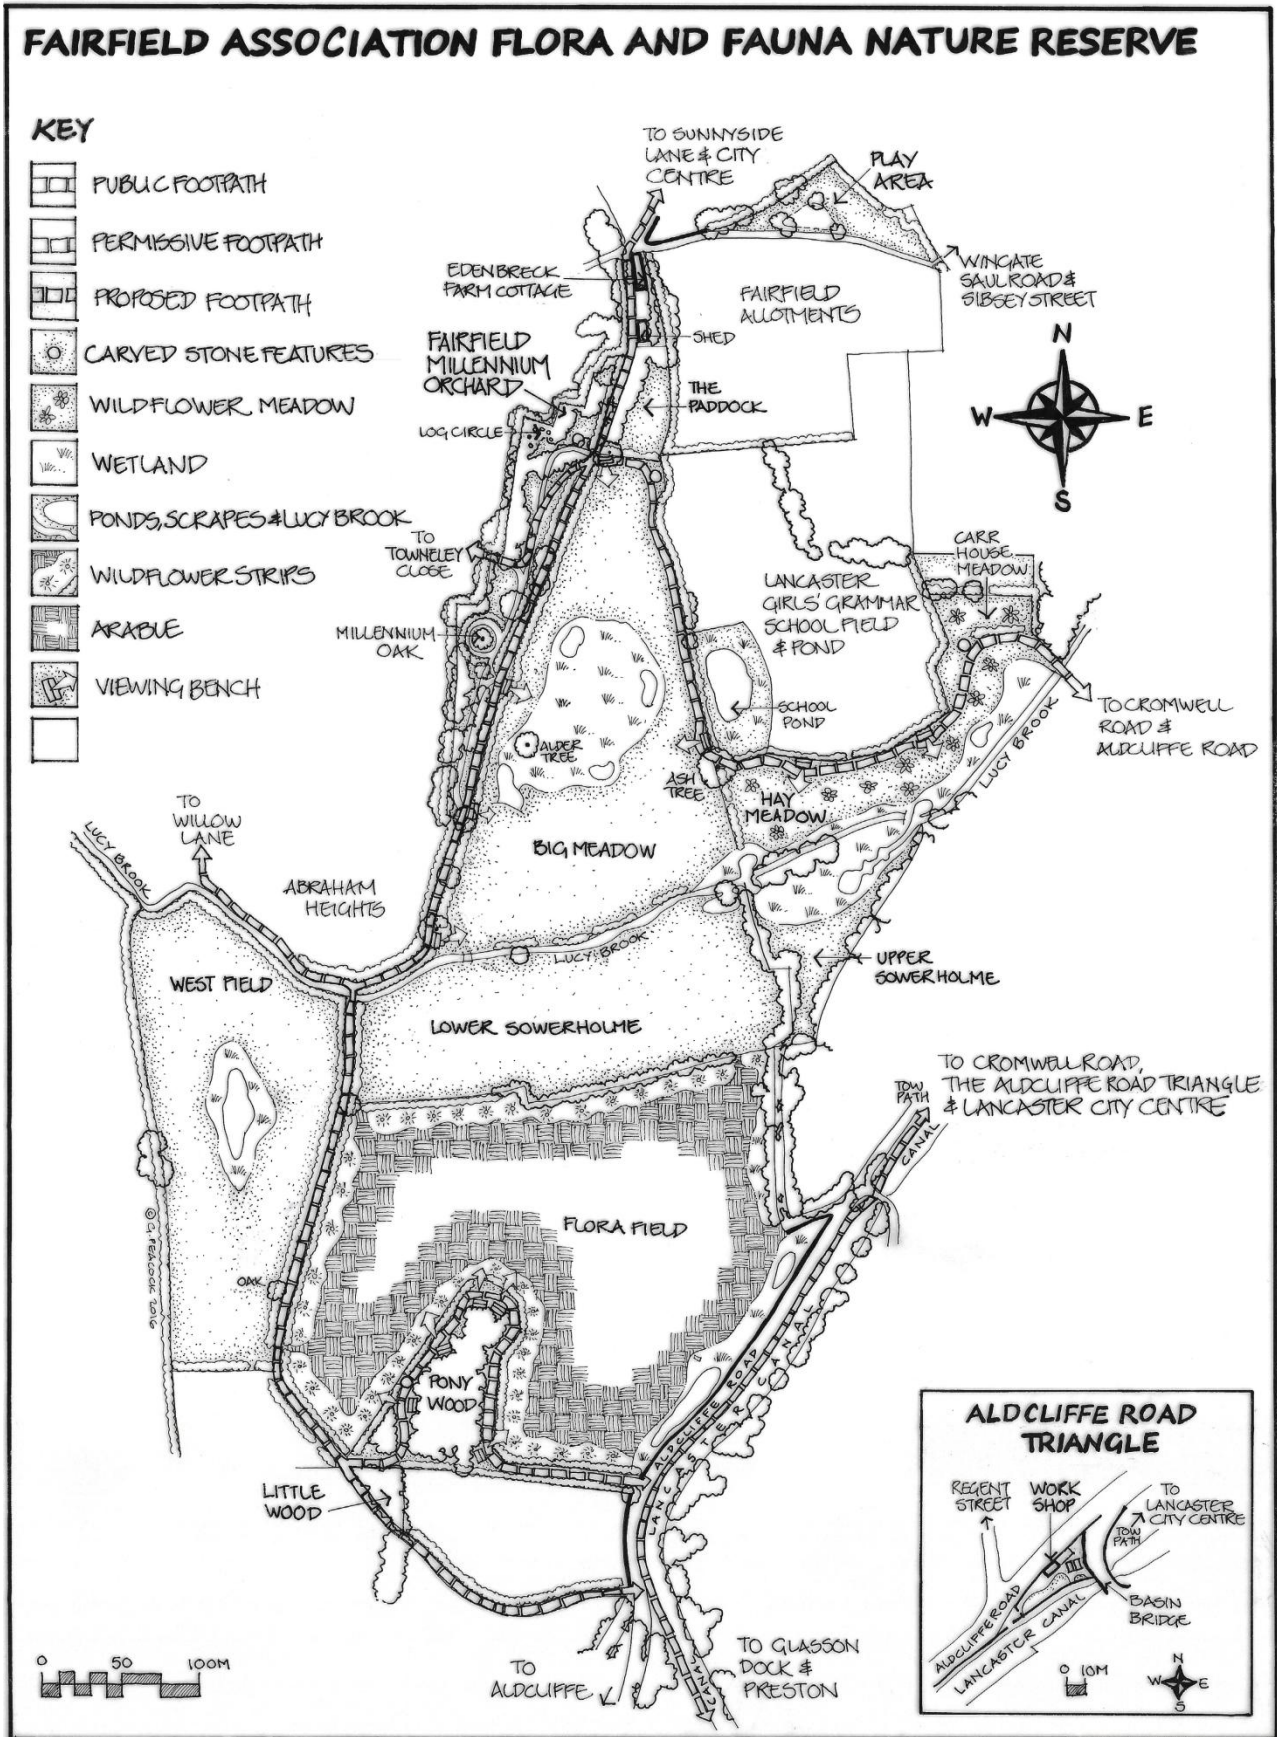 FAIRFIELD ASSOCIATION FLORA AND FAUNA NATURE RESERVE
KEY
PUBLIC FOOTPATH
PERMISSIVE FOOTPATH
PROPOSED FOOTPATH
CARVED STONE FEATURES
WILDFLOWER MEADOW
WETLAND
PONDS, SCRAPES & LUCY BROOK
WILDFLOWER STRIPS
ARABLE
VIEWING BENCH
TO SUNNYSIDE
LANE & CITY
CENTRE
PLAY
AREA
WINGATE
SAUL ROAD &
SIBSEY STREET
EDENBRECK
FARM COTTAGE
FAIRFIELD
ALLOTMENTS
SHED
FAIRFIELD
MILLENNIUM
ORCHARD
THE
PADDOCK
LOG CIRCLE
N
W
E
S
TO
TOWNELEY
CLOSE
CARR
HOUSE
MEADOW
LANCASTER
GIRLS' GRAMMAR
SCHOOL FIELD
& POND
MILLENNIUM
OAK
SCHOOL
POND
TO CROMWELL
ROAD &
ALDCLIFFE ROAD
LUCY BROOK
ALDER
TREE
ASH
TREE
HAY
MEADOW
BIG MEADOW
TO
WILLOW
LANE
LUCY BROOK
ABRAHAM
HEIGHTS
LUCY BROOK
UPPER
SOWERHOLME
WEST FIELD
LOWER SOWERHOLME
TO CROMWELL ROAD,
THE ALDCLIFFE ROAD TRIANGLE
& LANCASTER CITY CENTRE
TOW
PATH
CANAL
FLORA FIELD
© G. PEACOCK 2016
OAK
PONY
WOOD
ALDCLIFFE ROAD
LANCASTER CANAL
LITTLE
WOOD
TO
ALDCLIFFE
TO GLASSON
DOCK &
PRESTON
CANAL
0 50 100M
ALDCLIFFE ROAD
TRIANGLE
REGENT
STREET
WORK
SHOP
TO
LANCASTER
CITY CENTRE
TOW
PATH
BASIN
BRIDGE
ALDCLIFFE ROAD
LANCASTER CANAL
0 10M
N
W
E
S